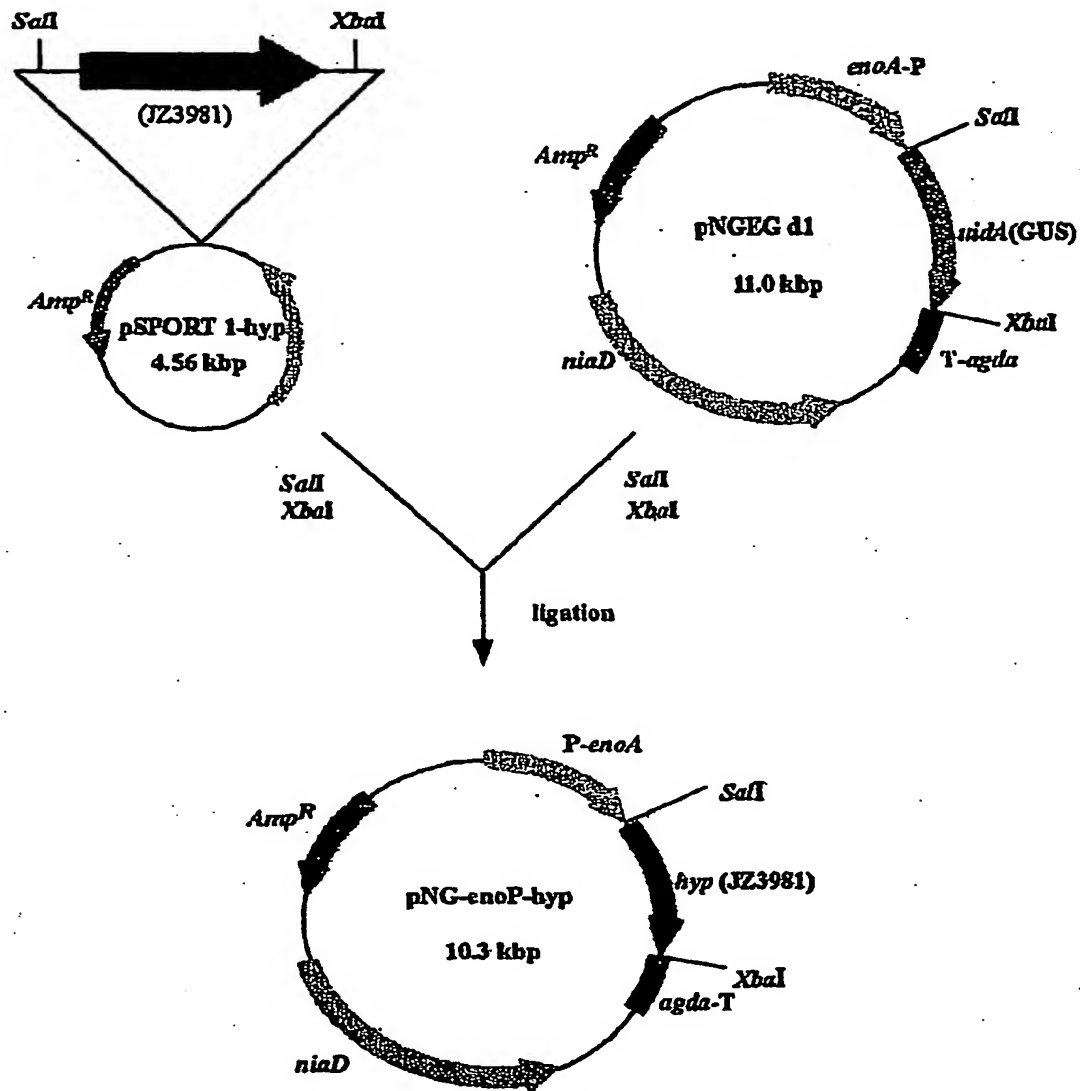 SalI
XbaI
(JZ3981)
AmpR
pSPORT 1-hyp
4.56 kbp
enoA-P
SalI
AmpR
pNGEG d1
11.0 kbp
uidA(GUS)
XbaI
T-agda
niaD
SalI
XbaI
SalI
XbaI
ligation
P-enoA
SalI
AmpR
hyp (JZ3981)
pNG-enoP-hyp
10.3 kbp
XbaI
agda-T
niaD